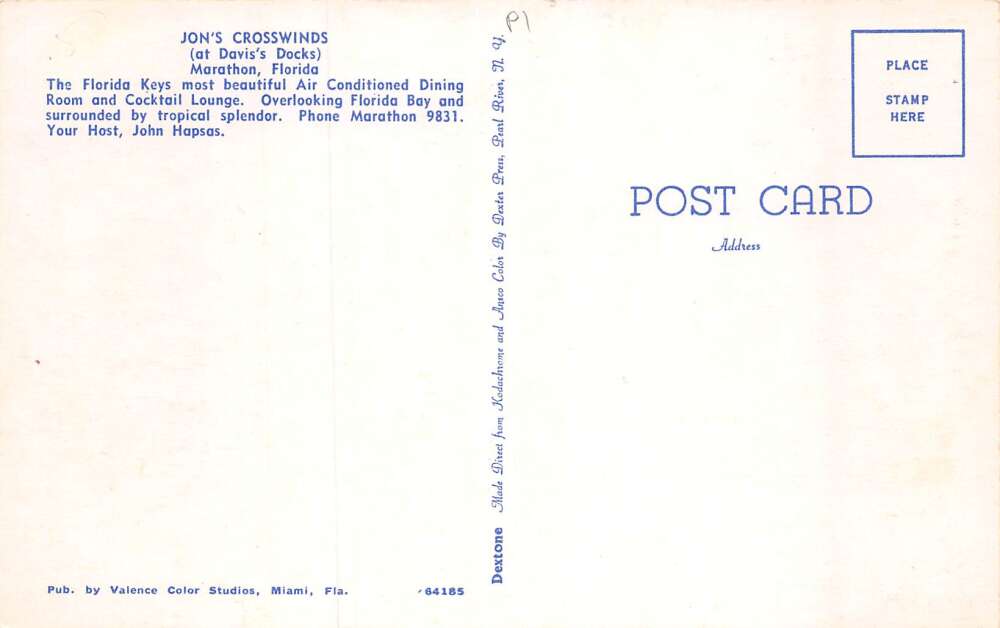 JON'S CROSSWINDS
(at Davis's Docks)
Marathon, Florida
The Florida Keys most beautiful Air Conditioned Dining
Room and Cocktail Lounge. Overlooking Florida Bay and
surrounded by tropical splendor. Phone Marathon 9831.
Your Host, John Hapsas.
Pub. by Valence Color Studios, Miami, Fla.
64185
Dextone Made Direct from Kodachrome and Ansco Color By Dexter Press, Pearl River, N. Y.
P1
PLACE
STAMP
HERE
POST CARD
Address